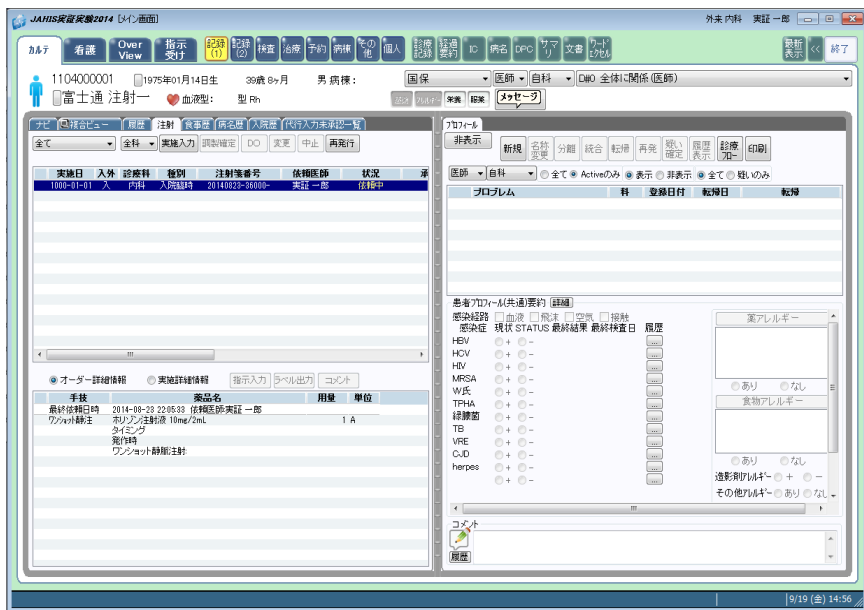 JAHIS実証実験2014 [メイン画面] 外来 内科 実証 一郎
カルテ 看護 Over View 指示受け 記録(1) 記録(2) 検査 治療 予約 病棟 その他 個人 診療記録 経過要約 IC 病名 DPC サマリ 文書 ワード・エクセル 最新表示 << 終了
1104000001 1975年01月14日生 39歳 8ヶ月 男 病棟: 国保 医師 自科 D#0 全体に関係(医師)
富士通 注射一 血液型: 型 Rh 栄養 服薬 メッセージ
ナビ 複合ビュー 履歴 注射 食事歴 病名歴 入院歴 代行入力未承認一覧
全て 全科 実施入力 調製確定 DO 変更 中止 再発行
実施日 入外 診療科 種別 注射箋番号 依頼医師 状況 承
1000-01-01 入 内科 入院臨時 20140823-36000- 実証 一郎 依頼中
オーダー詳細情報 実施詳細情報 指示入力 ラベル出力 コメント
手技 薬品名 用量 単位
最終依頼日時 2014-08-23 22:05:33 依頼医師:実証 一郎
ワンショット静注 ホリゾン注射液 10mg/2mL 1 A
タイミング
発作時
ワンショット静脈注射
プロフィール
非表示 新規 名称変更 分離 統合 転帰 再発 疑い確定 履歴表示 診療フロー 印刷
医師 自科 全て Activeのみ 表示 非表示 全て 疑いのみ
プロブレム 科 登録日付 転帰日 転帰
患者プロフィール(共通)要約 詳細
感染経路 血液 飛沫 空気 接触
感染症 現状 STATUS 最終結果 最終検査日 履歴
HBV + - ...
HCV + - ...
HIV + - ...
MRSA + - ...
W氏 + - ...
TPHA + - ...
緑膿菌 + - ...
TB + - ...
VRE + - ...
CJD + - ...
herpes + - ...
+ - ...
薬アレルギー
あり なし
食物アレルギー
あり なし
造影剤アレルギー + -
その他アレルギー あり なし
コメント
履歴
9/19 (金) 14:56